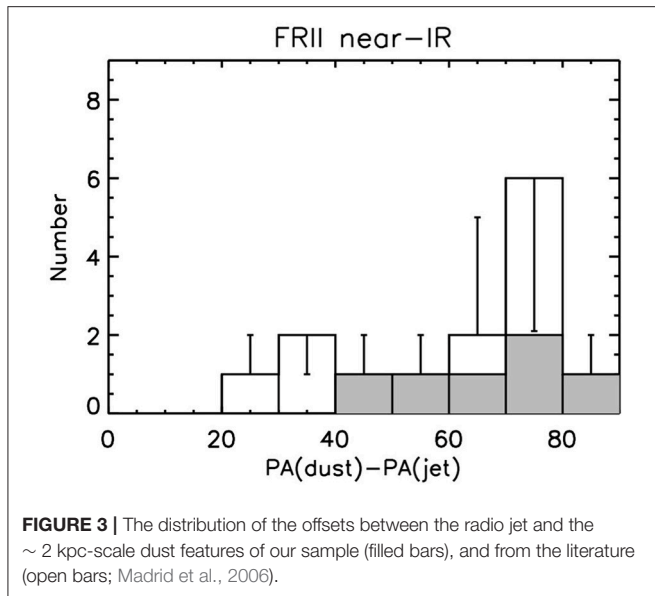 FRII near-IR
8
6
4
2
0
Number
0 20 40 60 80
PA(dust)-PA(jet)
FIGURE 3 | The distribution of the offsets between the radio jet and the
~ 2 kpc-scale dust features of our sample (filled bars), and from the literature
(open bars; Madrid et al., 2006).